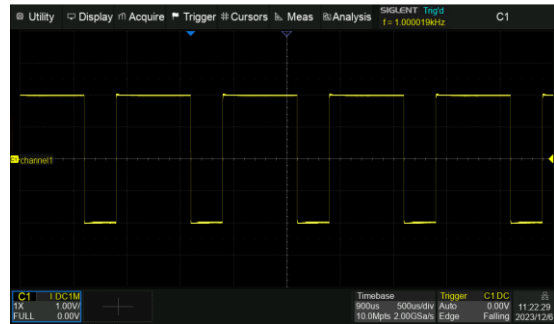 Utility Display Acquire Trigger Cursors Meas Analysis SIGLENT Trig'd C1
f = 1.000019kHz
C1 channel1
C1 DC1M
1X 1.00V/
FULL 0.00V
Timebase
900us 500us/div
10.0Mpts 2.00GSa/s
Trigger C1 DC
Auto 0.00V
Edge Falling
11:22:29
2023/12/6